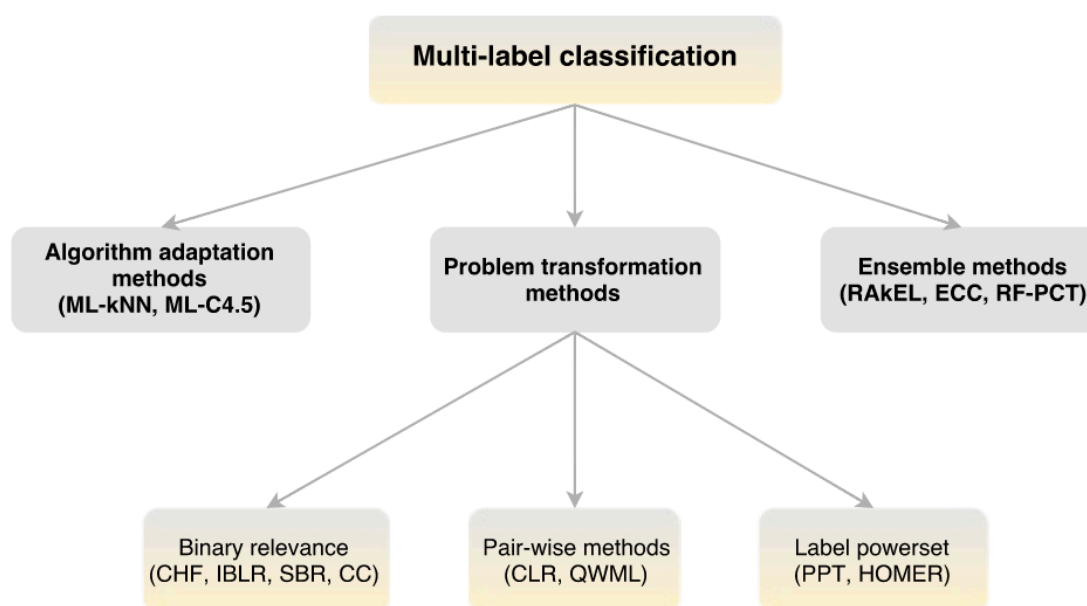 Multi-label classification
Algorithm adaptation
methods
(ML-kNN, ML-C4.5)
Problem transformation
methods
Ensemble methods
(RAkEL, ECC, RF-PCT)
Binary relevance
(CHF, IBLR, SBR, CC)
Pair-wise methods
(CLR, QWML)
Label powerset
(PPT, HOMER)